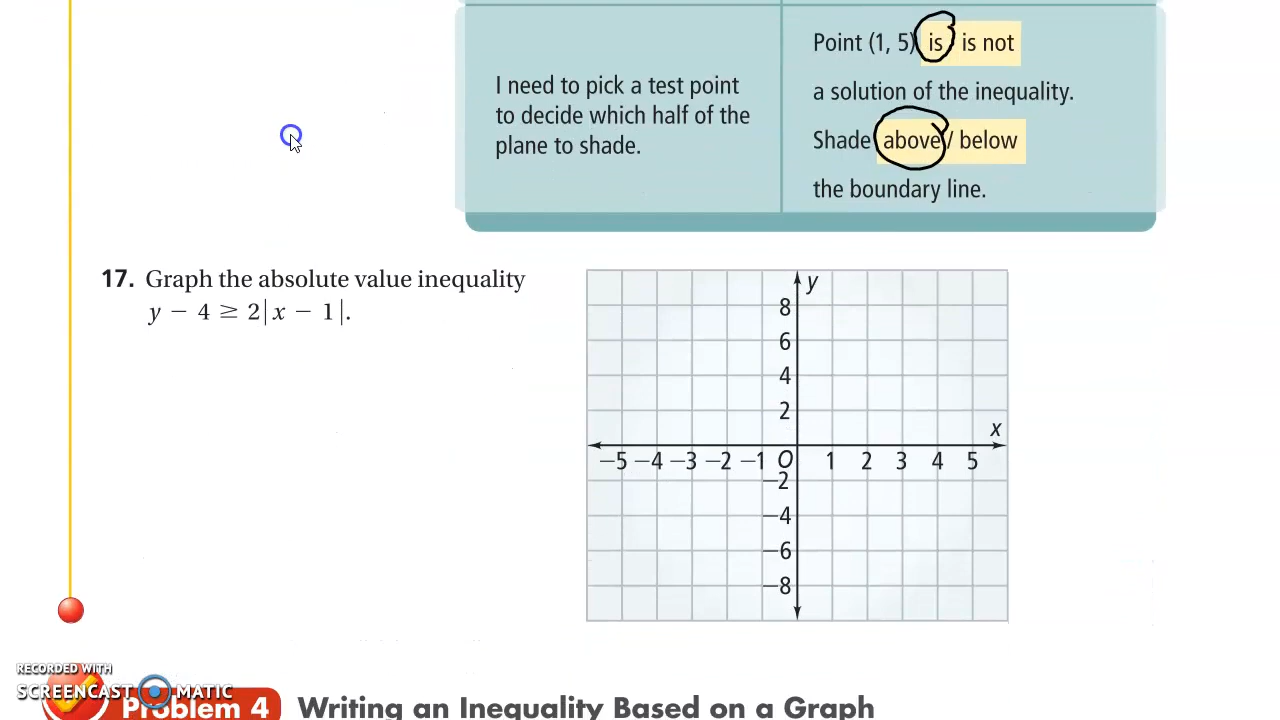 I need to pick a test point
to decide which half of the
plane to shade.
Point (1, 5) is / is not
a solution of the inequality.
Shade above / below
the boundary line.
17. Graph the absolute value inequality
y − 4 ≥ 2|x − 1|.
y
8
6
4
2
x
−5 −4 −3 −2 −1 O 1 2 3 4 5
−2
−4
−6
−8
RECORDED WITH
SCREENCAST MATIC
Problem 4 Writing an Inequality Based on a Graph